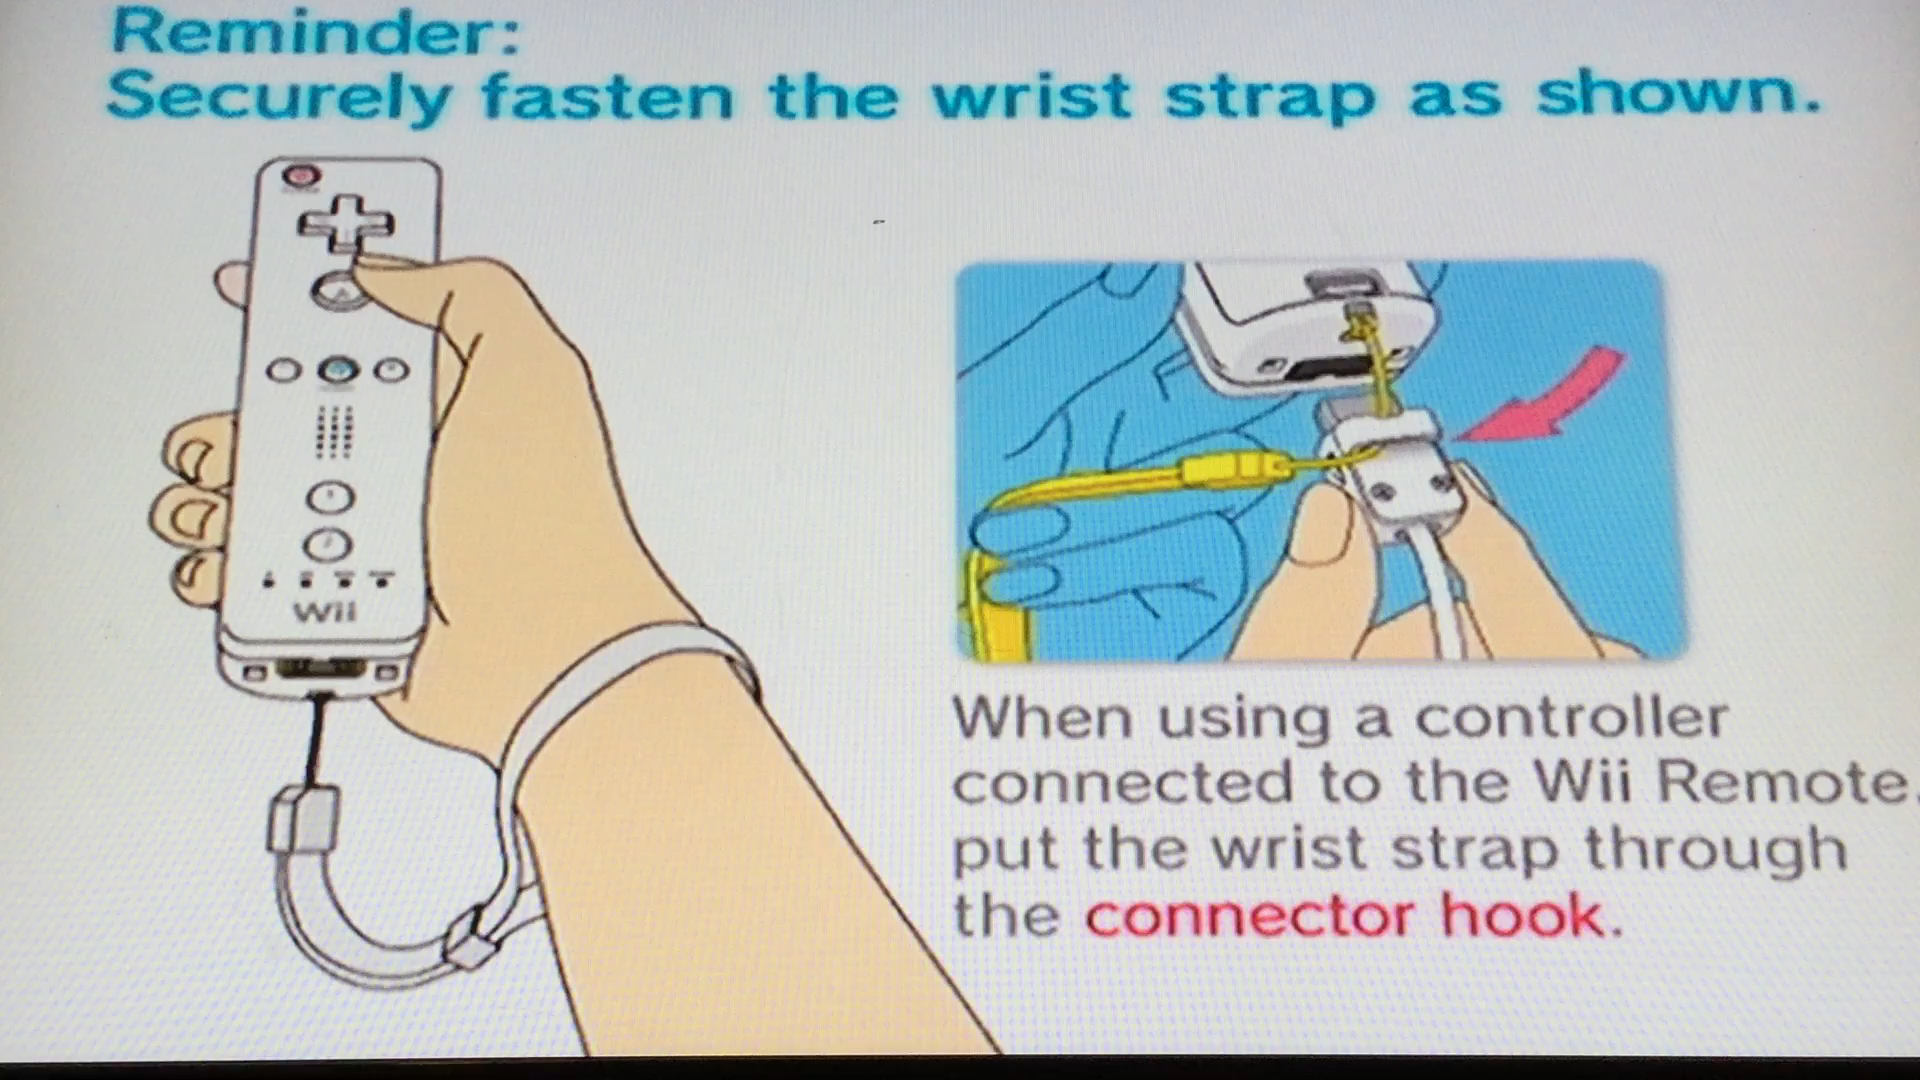 Reminder:
Securely fasten the wrist strap as shown.
Wii
When using a controller
connected to the Wii Remote,
put the wrist strap through
the connector hook.